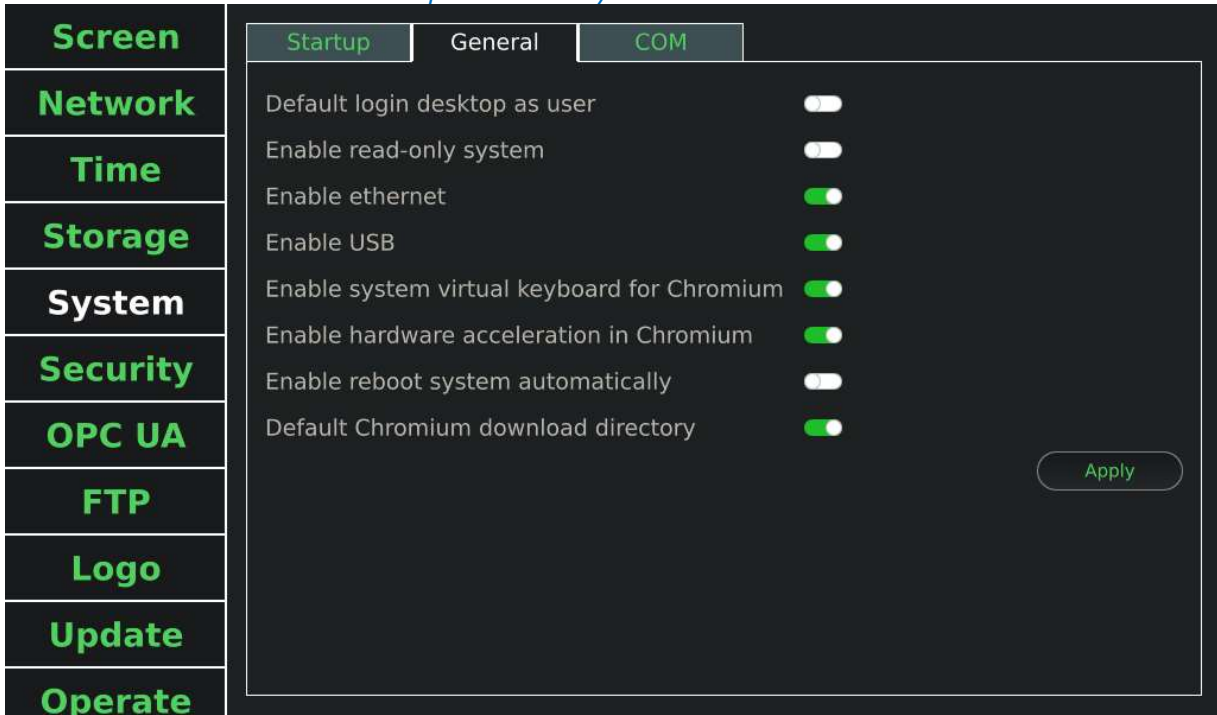 Screen
Network
Time
Storage
System
Security
OPC UA
FTP
Logo
Update
Operate
Startup
General
COM
Default login desktop as user
Enable read-only system
Enable ethernet
Enable USB
Enable system virtual keyboard for Chromium
Enable hardware acceleration in Chromium
Enable reboot system automatically
Default Chromium download directory
Apply